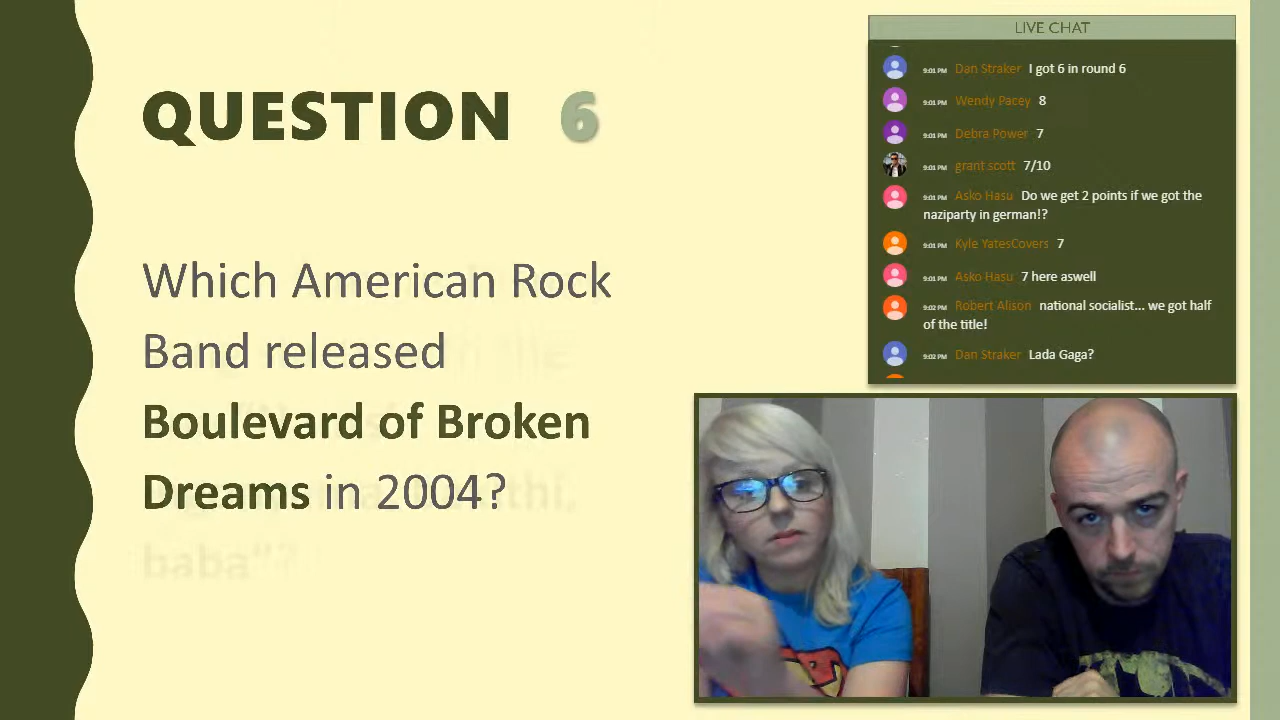 QUESTION 6
Which American Rock
Band released
Boulevard of Broken
Dreams in 2004?
baba"?
LIVE CHAT
9:01 PM Dan Straker I got 6 in round 6
9:01 PM Wendy Pacey 8
9:01 PM Debra Power 7
9:01 PM grant scott 7/10
9:01 PM Asko Hasu Do we get 2 points if we got the
naziparty in german!?
9:01 PM Kyle YatesCovers 7
9:01 PM Asko Hasu 7 here aswell
9:02 PM Robert Alison national socialist... we got half
of the title!
9:02 PM Dan Straker Lada Gaga?